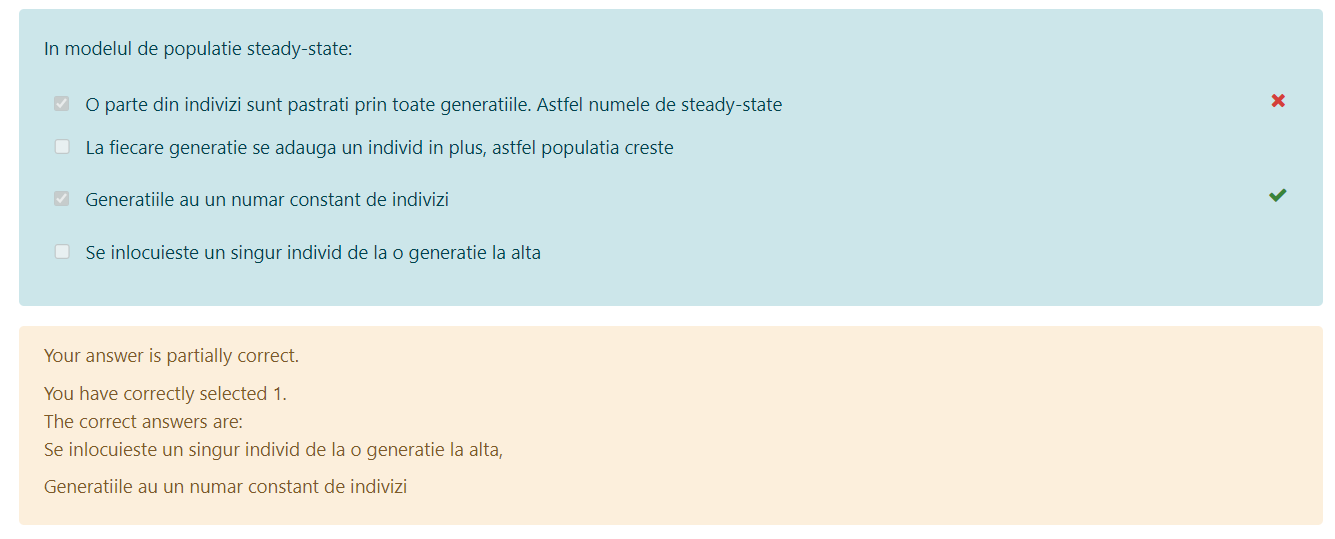 In modelul de populatie steady-state:
O parte din indivizi sunt pastrati prin toate generatiile. Astfel numele de steady-state
La fiecare generatie se adauga un individ in plus, astfel populatia creste
Generatiile au un numar constant de indivizi
Se inlocuieste un singur individ de la o generatie la alta
Your answer is partially correct.
You have correctly selected 1.
The correct answers are:
Se inlocuieste un singur individ de la o generatie la alta,
Generatiile au un numar constant de indivizi